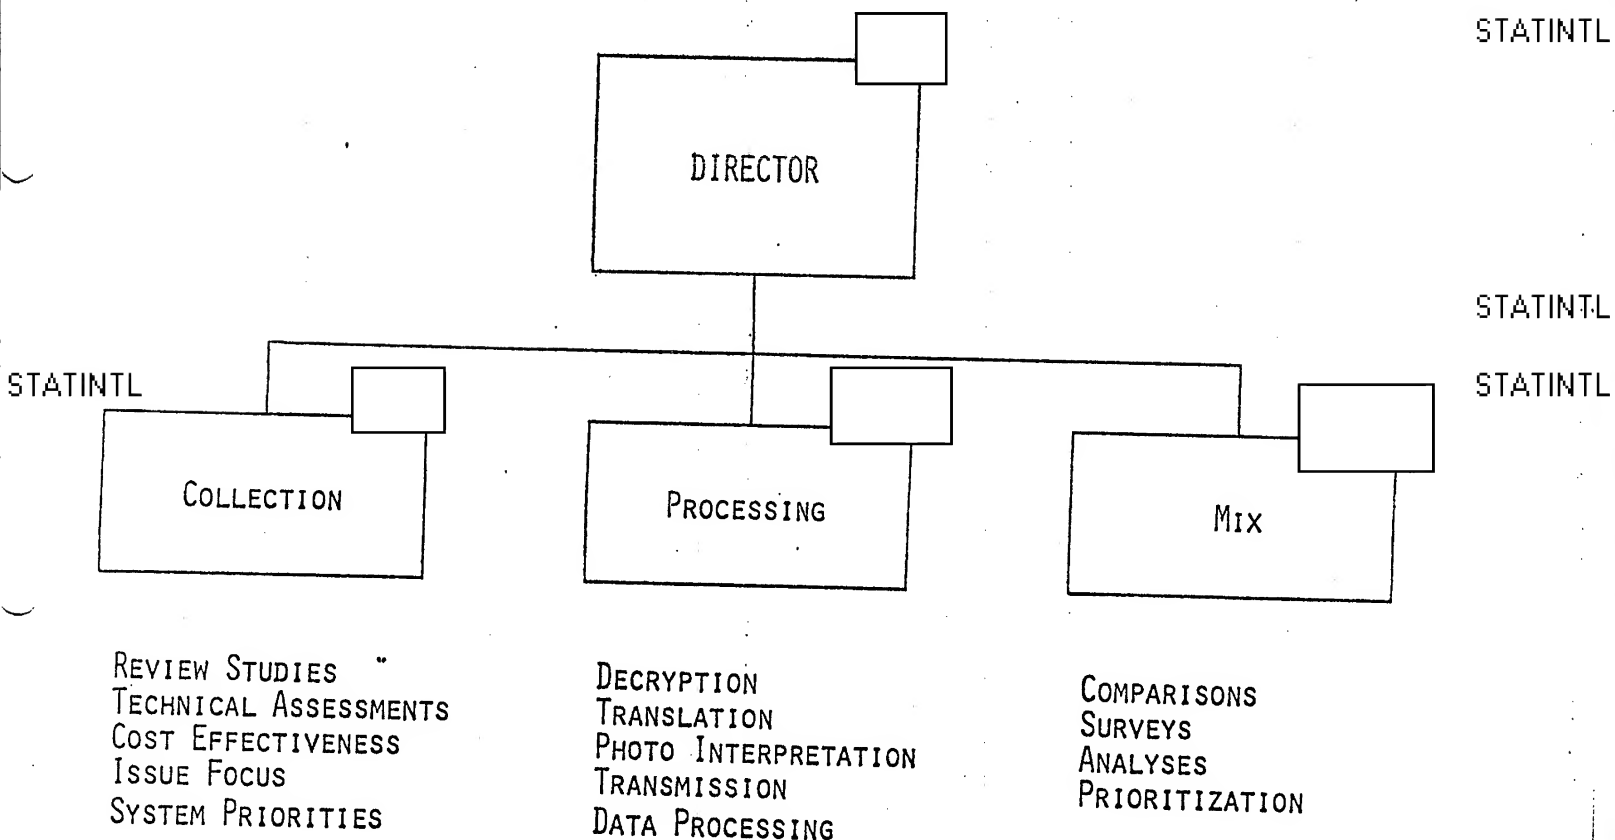 STATINTL
DIRECTOR
STATINTL
STATINTL
STATINTL
COLLECTION
PROCESSING
MIX
REVIEW STUDIES
TECHNICAL ASSESSMENTS
COST EFFECTIVENESS
ISSUE FOCUS
SYSTEM PRIORITIES
DECRYPTION
TRANSLATION
PHOTO INTERPRETATION
TRANSMISSION
DATA PROCESSING
COMPARISONS
SURVEYS
ANALYSES
PRIORITIZATION